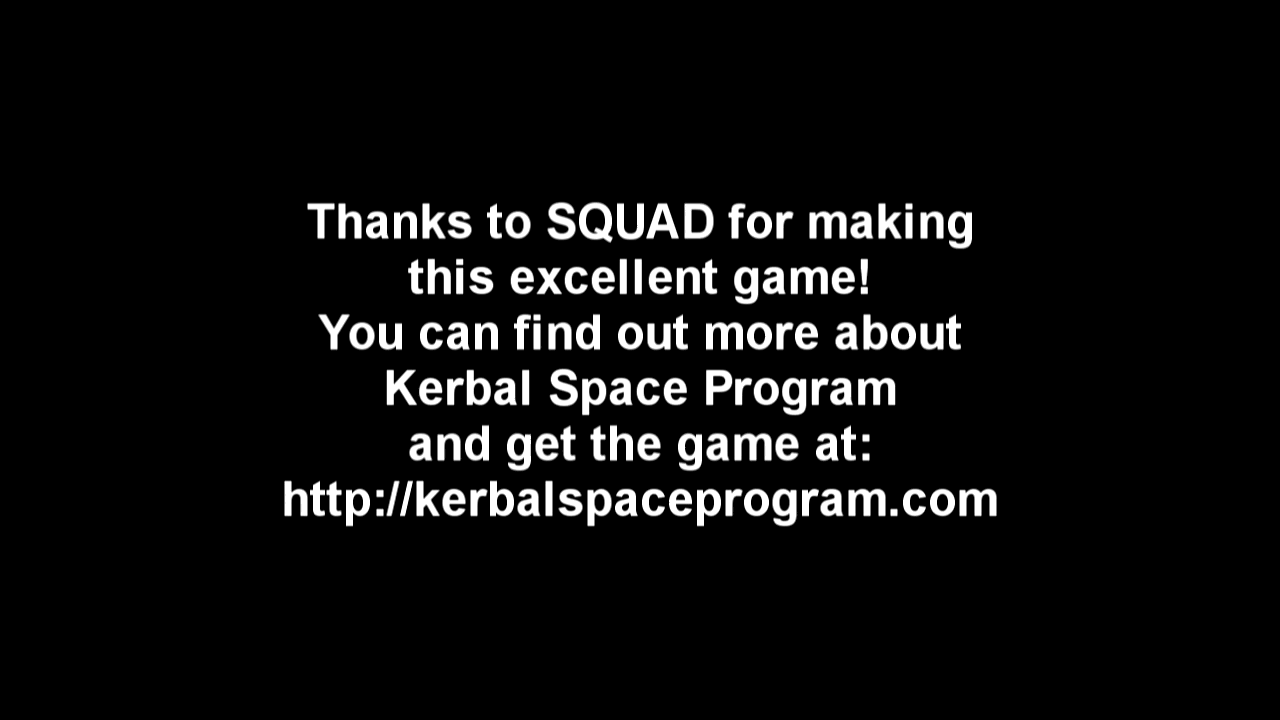 Thanks to SQUAD for making
this excellent game!
You can find out more about
Kerbal Space Program
and get the game at:
http://kerbalspaceprogram.com